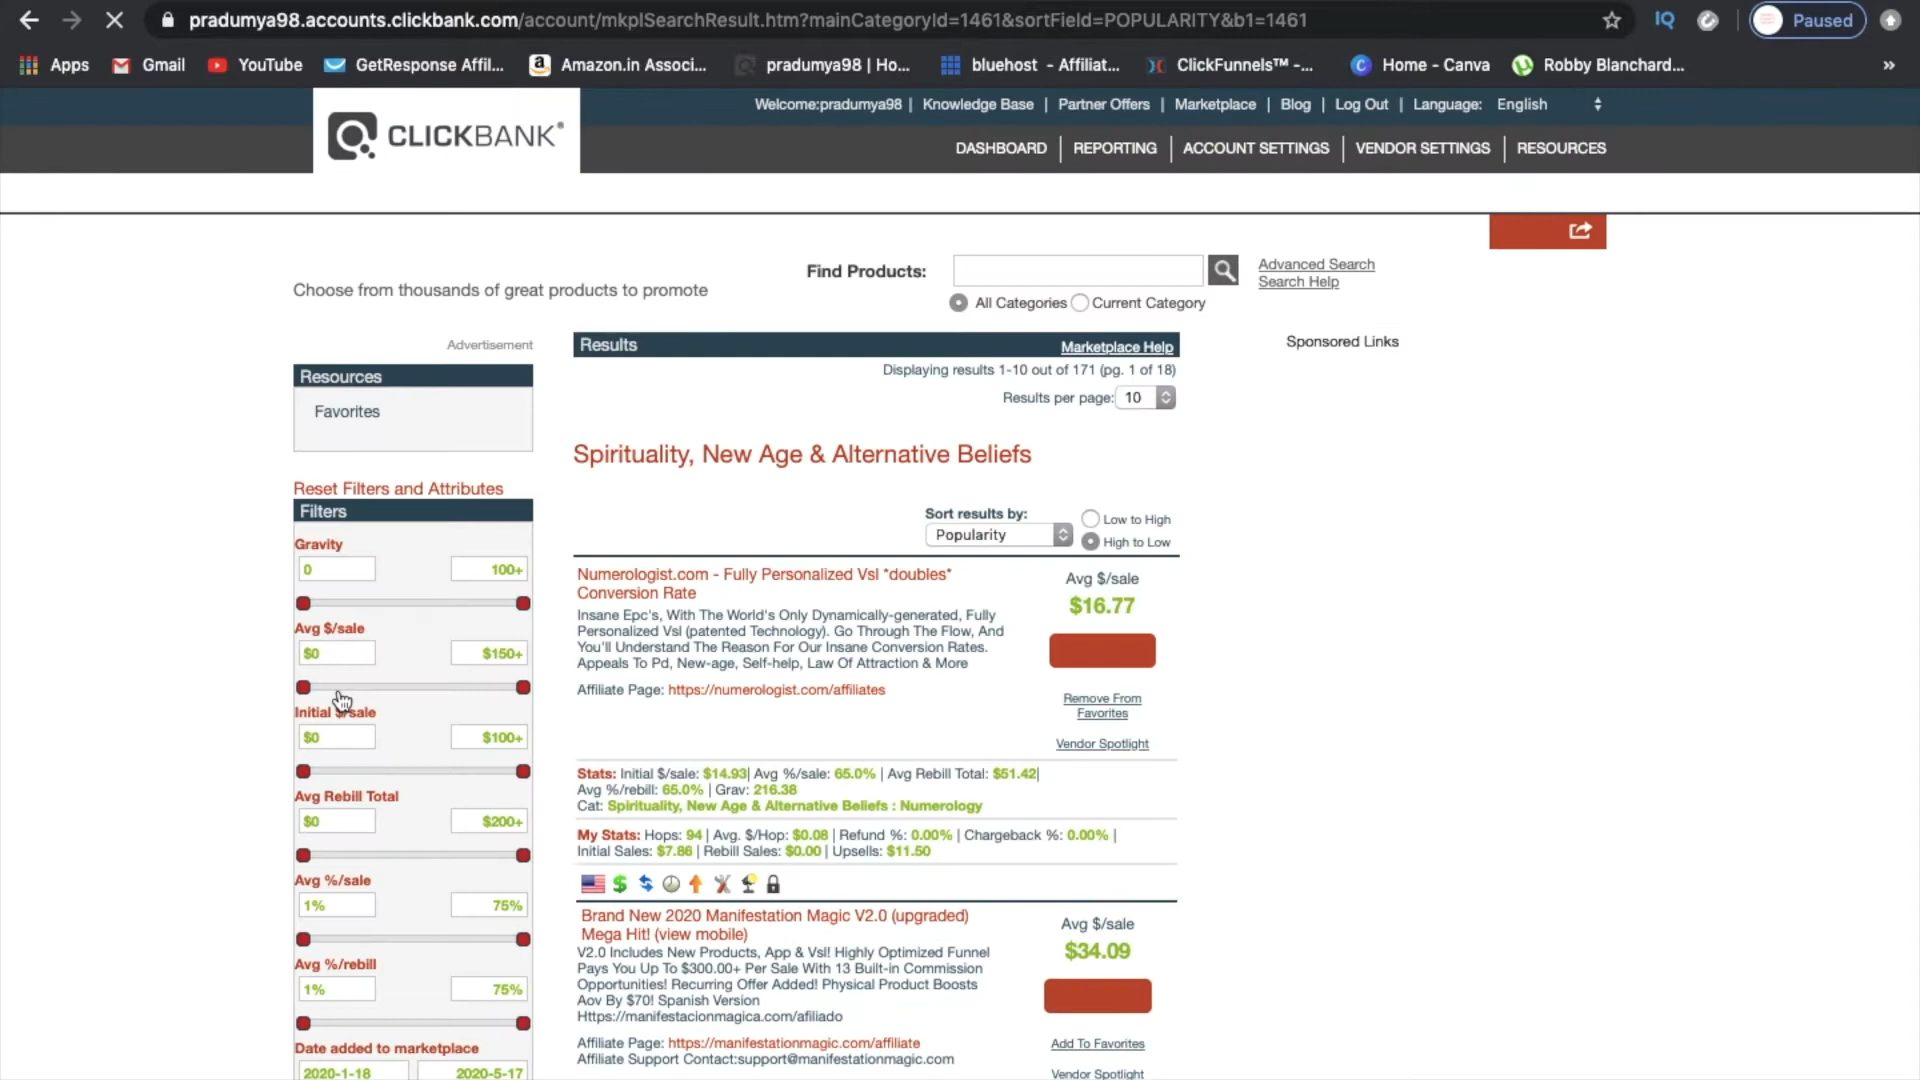 pradumya98.accounts.clickbank.com/account/mkplSearchResult.htm?mainCategoryId=1461&sortField=POPULARITY&b1=1461
IQ
Paused
Apps
Gmail
YouTube
GetResponse Affil...
Amazon.in Associ...
pradumya98 | Ho...
bluehost - Affiliat...
ClickFunnels™ -...
Home - Canva
Robby Blanchard...
»
Welcome:pradumya98 | Knowledge Base | Partner Offers | Marketplace | Blog | Log Out | Language: English
CLICKBANK®
DASHBOARD | REPORTING | ACCOUNT SETTINGS | VENDOR SETTINGS | RESOURCES
Choose from thousands of great products to promote
Find Products:
Advanced Search
Search Help
All Categories Current Category
Advertisement
Resources
Favorites
Reset Filters and Attributes
Filters
Gravity
0 100+
Avg $/sale
$0 $150+
Initial $/sale
$0 $100+
Avg Rebill Total
$0 $200+
Avg %/sale
1% 75%
Avg %/rebill
1% 75%
Date added to marketplace
2020-1-18 2020-5-17
Results
Marketplace Help
Displaying results 1-10 out of 171 (pg. 1 of 18)
Results per page: 10
Spirituality, New Age & Alternative Beliefs
Sort results by:
Popularity
Low to High
High to Low
Numerologist.com - Fully Personalized Vsl *doubles*
Conversion Rate
Insane Epc's, With The World's Only Dynamically-generated, Fully
Personalized Vsl (patented Technology). Go Through The Flow, And
You'll Understand The Reason For Our Insane Conversion Rates.
Appeals To Pd, New-age, Self-help, Law Of Attraction & More
Affiliate Page: https://numerologist.com/affiliates
Avg $/sale
$16.77
Remove From
Favorites
Vendor Spotlight
Stats: Initial $/sale: $14.93| Avg %/sale: 65.0% | Avg Rebill Total: $51.42|
Avg %/rebill: 65.0% | Grav: 216.38
Cat: Spirituality, New Age & Alternative Beliefs : Numerology
My Stats: Hops: 94 | Avg. $/Hop: $0.08 | Refund %: 0.00% | Chargeback %: 0.00% |
Initial Sales: $7.86 | Rebill Sales: $0.00 | Upsells: $11.50
Brand New 2020 Manifestation Magic V2.0 (upgraded)
Mega Hit! (view mobile)
V2.0 Includes New Products, App & Vsl! Highly Optimized Funnel
Pays You Up To $300.00+ Per Sale With 13 Built-in Commission
Opportunities! Recurring Offer Added! Physical Product Boosts
Aov By $70! Spanish Version
Https://manifestacionmagica.com/afiliado
Affiliate Page: https://manifestationmagic.com/affiliate
Affiliate Support Contact:support@manifestationmagic.com
Avg $/sale
$34.09
Add To Favorites
Vendor Spotlight
Sponsored Links